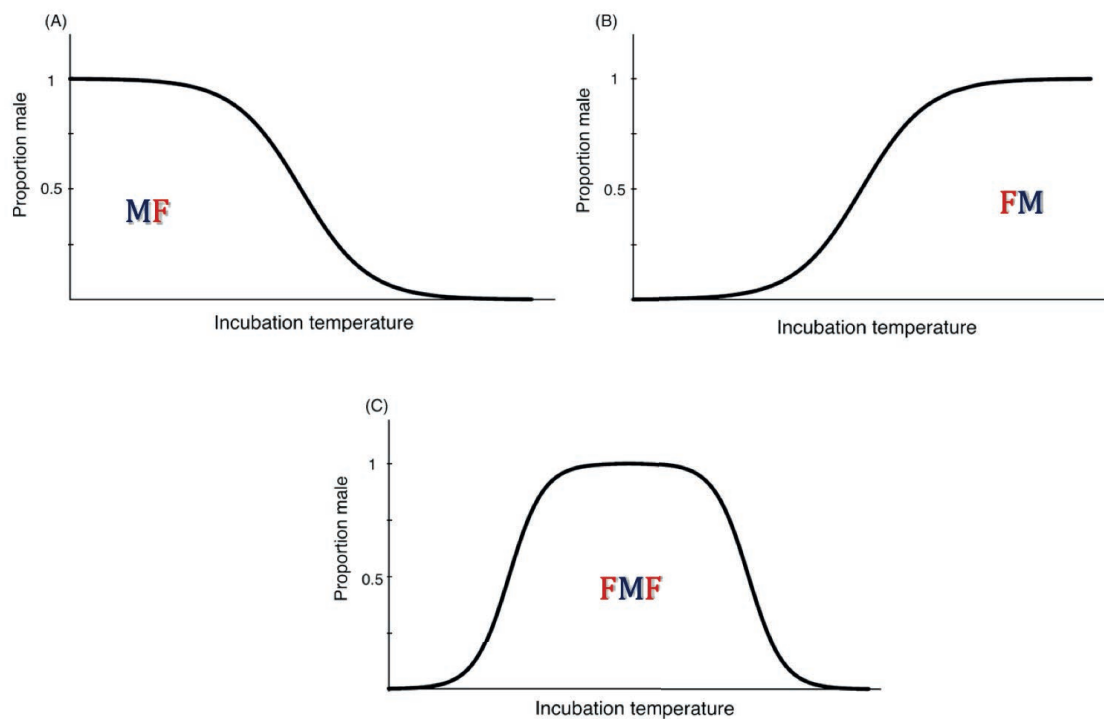 (A)
Proportion male
1
0.5
MF
Incubation temperature
(B)
Proportion male
1
0.5
FM
Incubation temperature
(C)
Proportion male
1
0.5
FMF
Incubation temperature